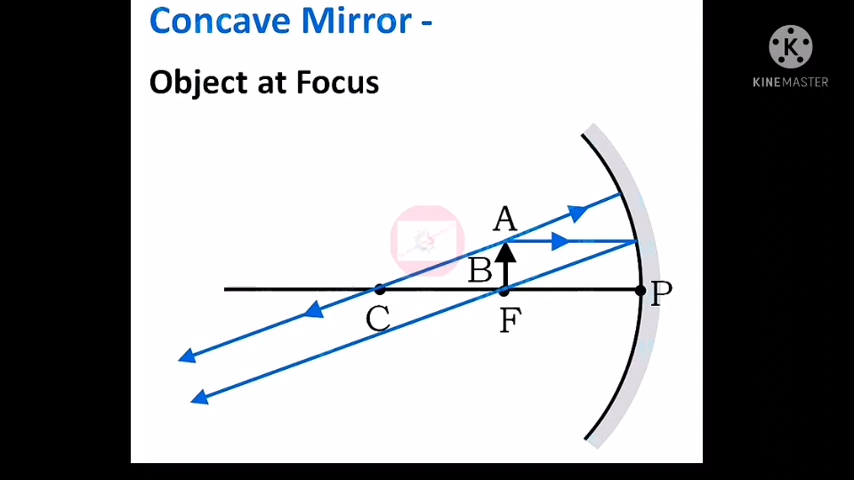 Concave Mirror -
K
KINEMASTER
Object at Focus
A
B
P
C
F